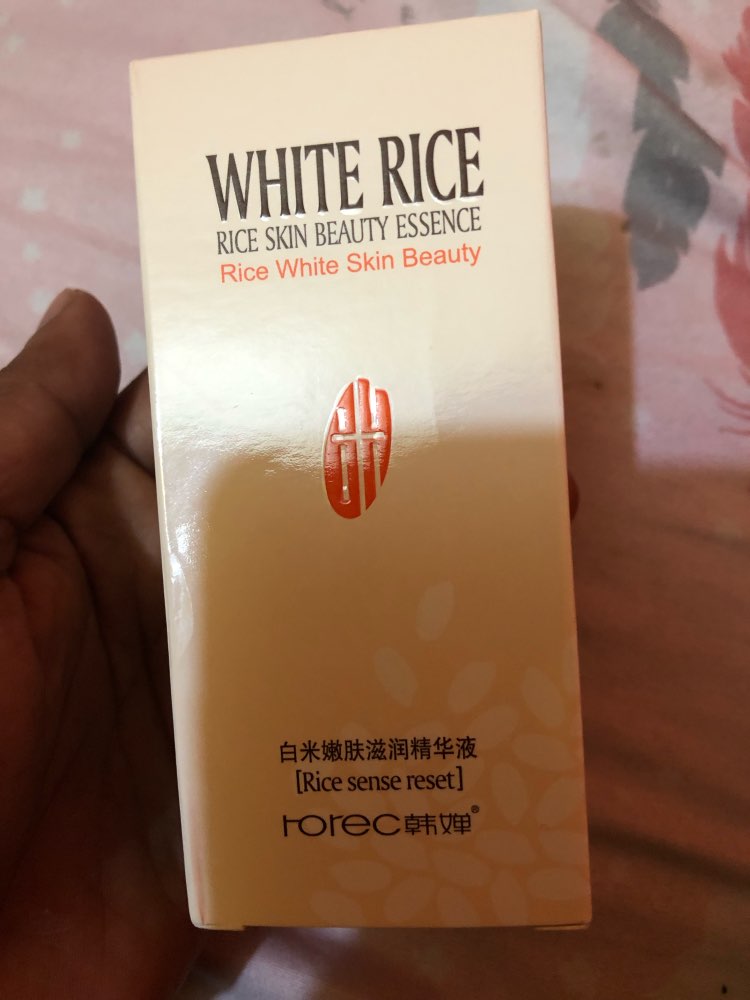 WHITE RICE
RICE SKIN BEAUTY ESSENCE
Rice White Skin Beauty
白米嫩肤滋润精华液
[Rice sense reset]
rorec韩婵®